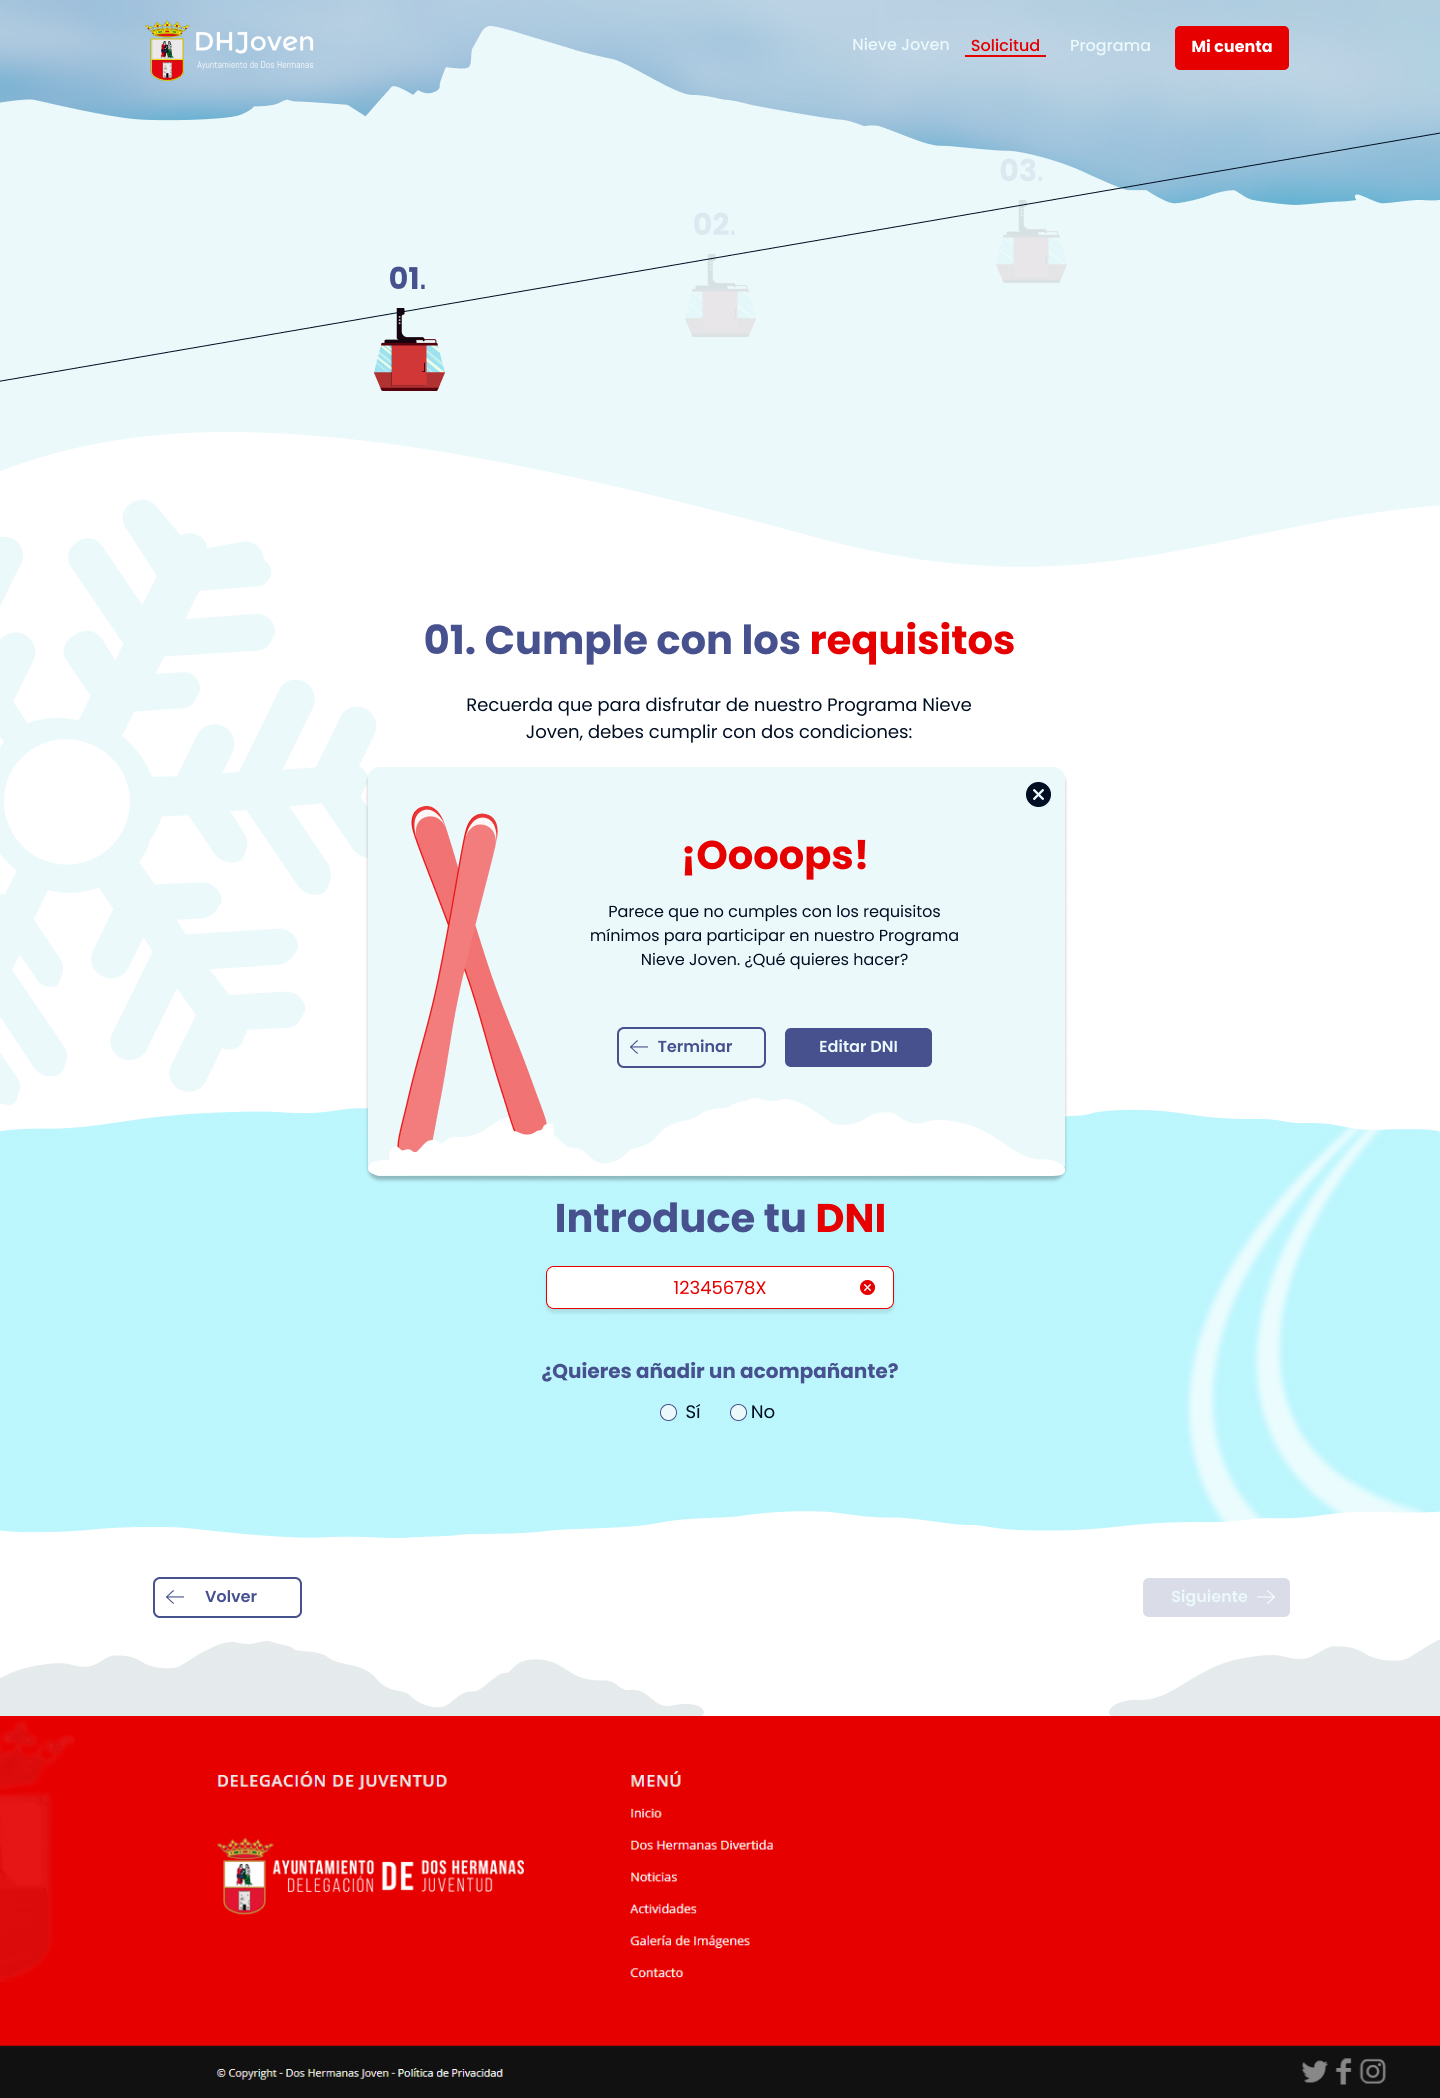 DHJoven
Ayuntamiento de Dos Hermanas
Nieve Joven
Solicitud
Programa
Mi cuenta
03.
02.
01.
01. Cumple con los requisitos
Recuerda que para disfrutar de nuestro Programa Nieve
Joven, debes cumplir con dos condiciones:
¡Oooops!
Parece que no cumples con los requisitos
mínimos para participar en nuestro Programa
Nieve Joven. ¿Qué quieres hacer?
Terminar
Editar DNI
Introduce tu DNI
12345678X
¿Quieres añadir un acompañante?
Sí
No
Volver
Siguiente
DELEGACIÓN DE JUVENTUD
AYUNTAMIENTO DE DOS HERMANAS
DELEGACIÓN JUVENTUD
MENÚ
Inicio
Dos Hermanas Divertida
Noticias
Actividades
Galería de Imágenes
Contacto
© Copyright - Dos Hermanas Joven - Política de Privacidad